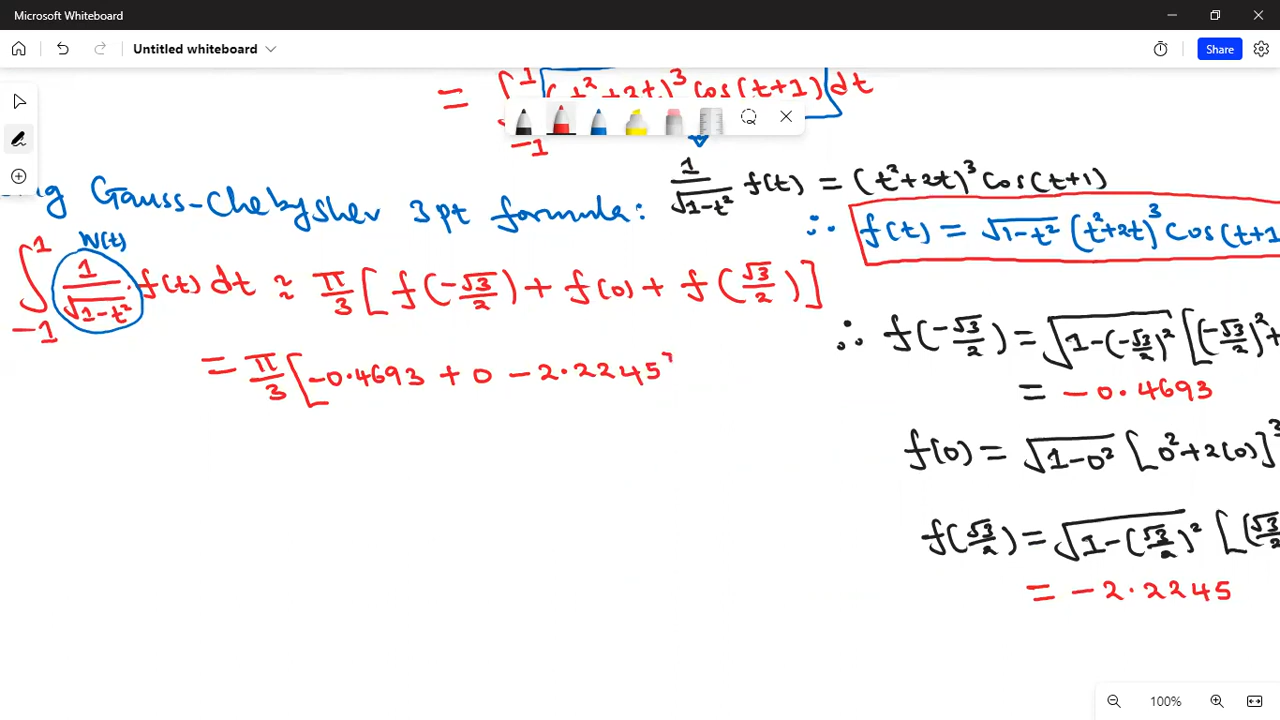 Microsoft Whiteboard
Untitled whiteboard
Share
= ∫₋₁¹ (t²+2t)³ Cos(t+1) dt
Gauss-Chebyshev 3pt formula:
1/√(1-t²) f(t) = (t²+2t)³ Cos(t+1)
∴ f(t) = √(1-t²) (t²+2t)³ Cos(t+1
W(t)
∫₋₁¹ 1/√(1-t²) · f(t) dt ≈ π/3 [ f(-√3/2) + f(0) + f(√3/2) ]
= π/3 [ -0.4693 + 0 - 2.2245
∴ f(-√3/2) = √(1-(-√3/2)²) [ (-√3/2)² +
= -0.4693
f(0) = √(1-0²) [ 0²+2(0) ]³
f(√3/2) = √(1-(√3/2)²) [ (√3/2
= -2.2245
100%